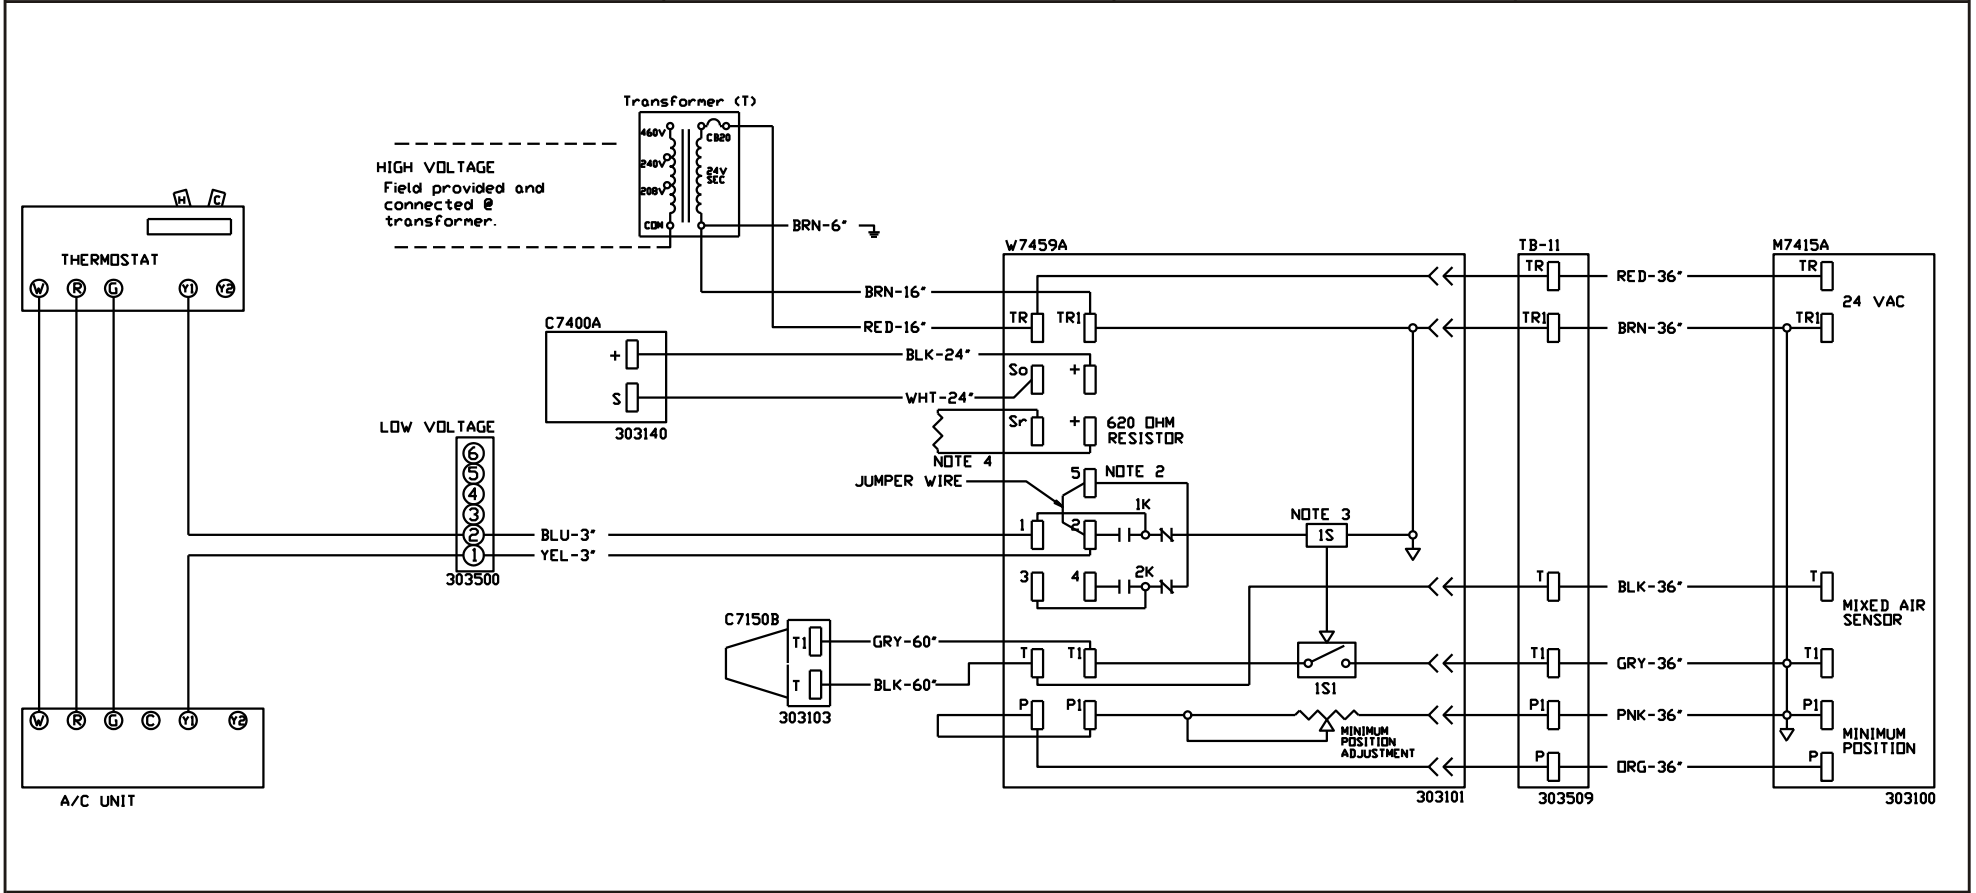 Transformer (T)
460V
CB20
240V
24V
SEC
208V
COM
HIGH VOLTAGE
Field provided and
connected @
transformer.
BRN-6"
H C
THERMOSTAT
W R G Y1 Y2
W7459A
TB-11
M7415A
TR
RED-36"
TR
24 VAC
BRN-16"
C7400A
RED-16"
TR TR1
TR1
BRN-36"
TR1
+
BLK-24"
So +
S
WHT-24"
303140
LOW VOLTAGE
Sr +
620 OHM
RESISTOR
NOTE 4
JUMPER WIRE
5 NOTE 2
6
5
4
3
2
1
303500
BLU-3"
YEL-3"
1 2
1K
NOTE 3
1S
3 4
2K
T
BLK-36"
T
MIXED AIR
SENSOR
C7150B
T1
GRY-60"
T T1
T1
GRY-36"
T1
T
BLK-60"
1S1
303103
P P1
P1
PNK-36"
P1
MINIMUM
POSITION
ADJUSTMENT
MINIMUM
POSITION
P
ORG-36"
P
303101
303509
303100
W R G C Y1 Y2
A/C UNIT